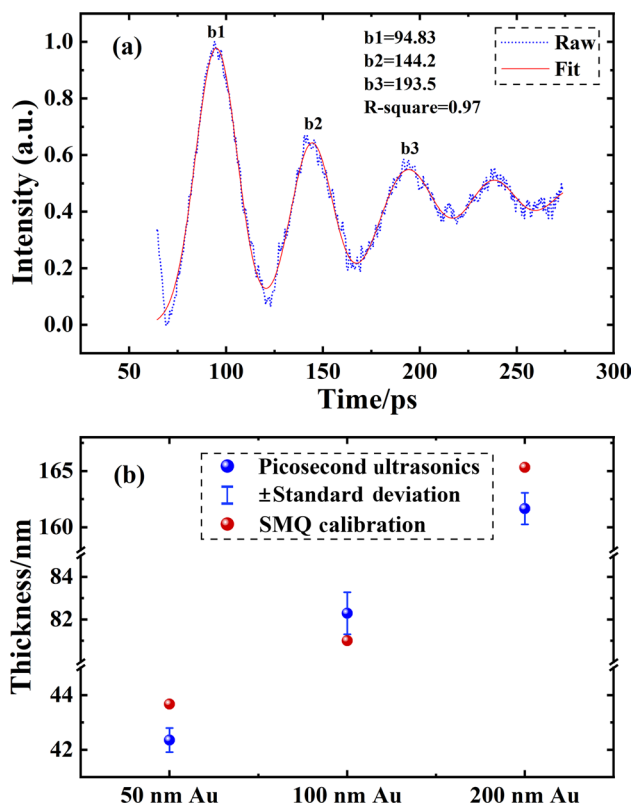 (a)
b1
b1=94.83
b2=144.2
b3=193.5
R-square=0.97
Raw
Fit
b2
b3
1.0
0.8
0.6
0.4
0.2
0.0
Intensity (a.u.)
50 100 150 200 250 300
Time/ps
(b)
Picosecond ultrasonics
±Standard deviation
SMQ calibration
165
160
84
82
44
42
Thickness/nm
50 nm Au 100 nm Au 200 nm Au